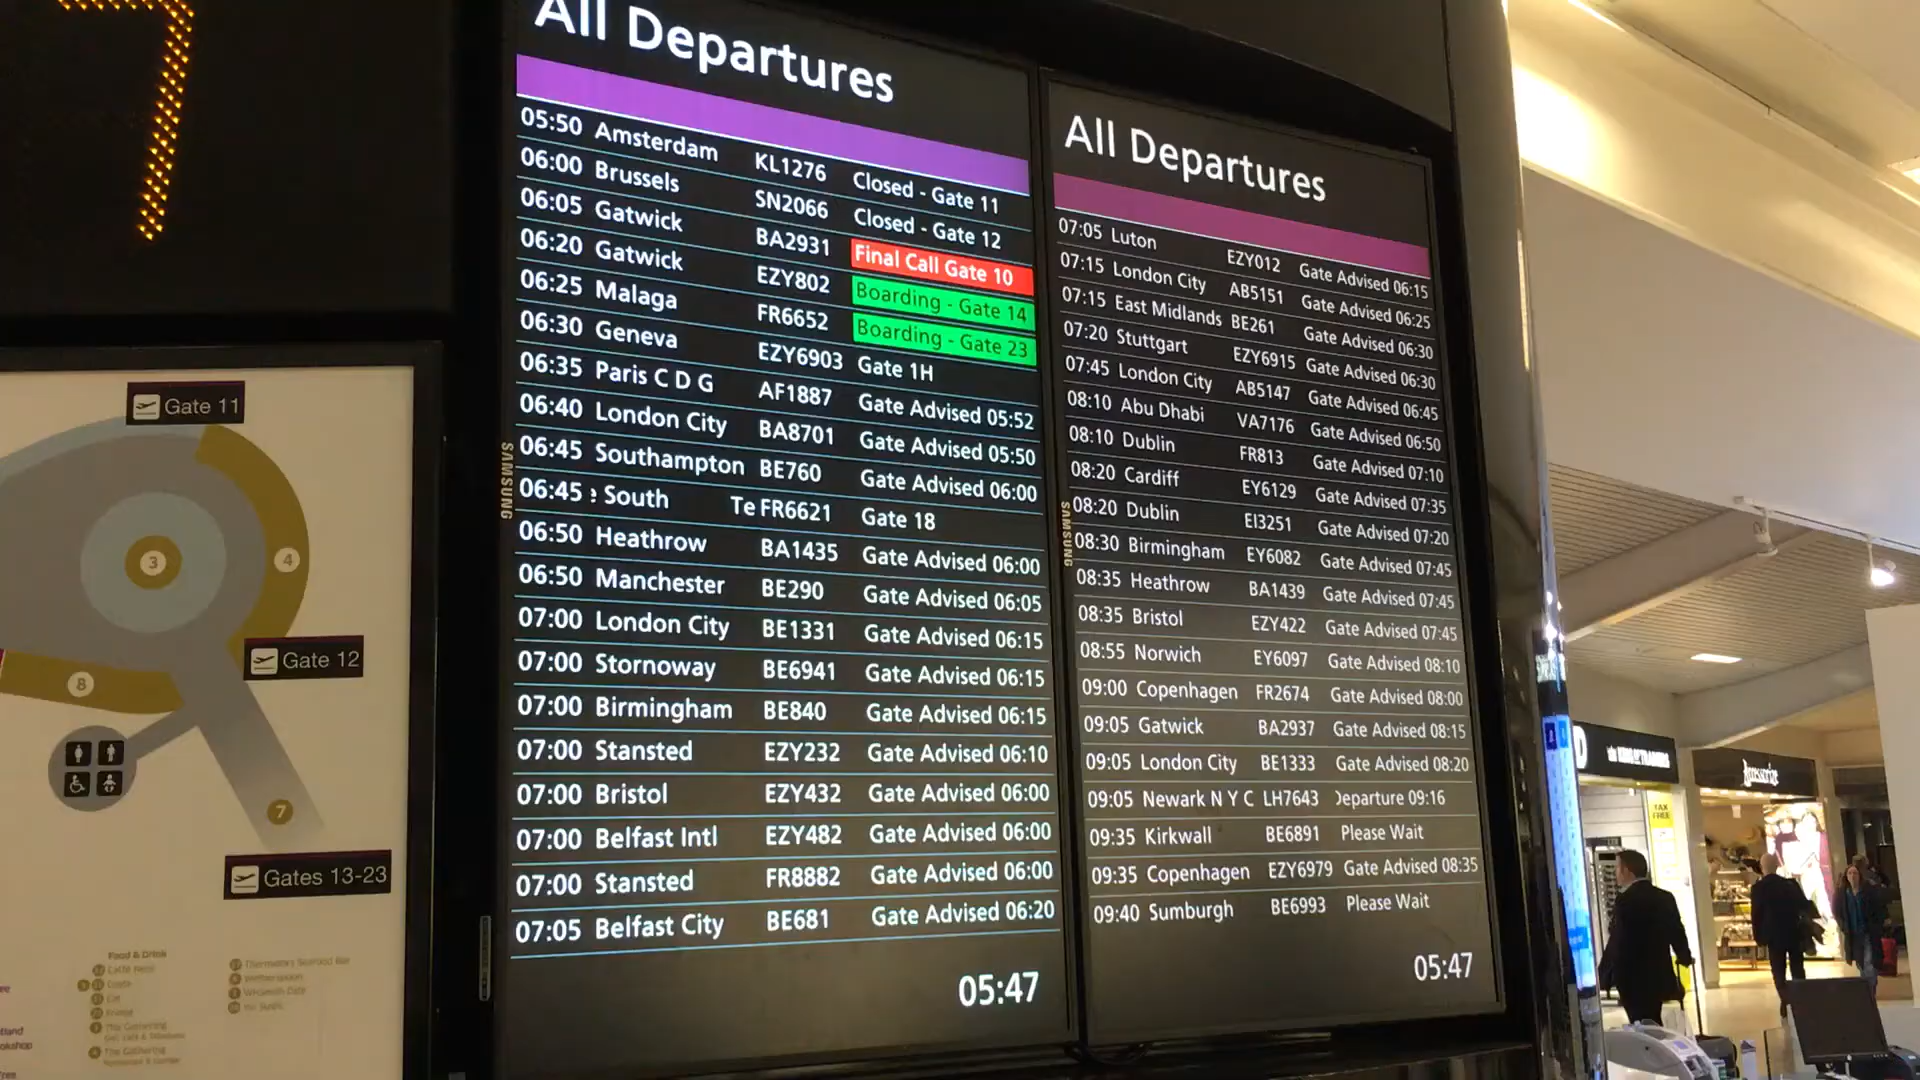 7
All Departures
05:50 Amsterdam KL1276 Closed - Gate 11
06:00 Brussels SN2066 Closed - Gate 12
06:05 Gatwick BA2931 Final Call Gate 10
06:20 Gatwick EZY802 Boarding - Gate 14
06:25 Malaga FR6652 Boarding - Gate 23
06:30 Geneva EZY6903 Gate 1H
06:35 Paris C D G AF1887 Gate Advised 05:52
06:40 London City BA8701 Gate Advised 05:50
06:45 Southampton BE760 Gate Advised 06:00
06:45 e South Te FR6621 Gate 18
06:50 Heathrow BA1435 Gate Advised 06:00
06:50 Manchester BE290 Gate Advised 06:05
07:00 London City BE1331 Gate Advised 06:15
07:00 Stornoway BE6941 Gate Advised 06:15
07:00 Birmingham BE840 Gate Advised 06:15
07:00 Stansted EZY232 Gate Advised 06:10
07:00 Bristol EZY432 Gate Advised 06:00
07:00 Belfast Intl EZY482 Gate Advised 06:00
07:00 Stansted FR8882 Gate Advised 06:00
07:05 Belfast City BE681 Gate Advised 06:20
05:47
SAMSUNG
All Departures
07:05 Luton EZY012 Gate Advised 06:15
07:15 London City AB5151 Gate Advised 06:25
07:15 East Midlands BE261 Gate Advised 06:30
07:20 Stuttgart EZY6915 Gate Advised 06:30
07:45 London City AB5147 Gate Advised 06:45
08:10 Abu Dhabi VA7176 Gate Advised 06:50
08:10 Dublin FR813 Gate Advised 07:10
08:20 Cardiff EY6129 Gate Advised 07:35
08:20 Dublin EI3251 Gate Advised 07:20
08:30 Birmingham EY6082 Gate Advised 07:45
08:35 Heathrow BA1439 Gate Advised 07:45
08:35 Bristol EZY422 Gate Advised 07:45
08:55 Norwich EY6097 Gate Advised 08:10
09:00 Copenhagen FR2674 Gate Advised 08:00
09:05 Gatwick BA2937 Gate Advised 08:15
09:05 London City BE1333 Gate Advised 08:20
09:05 Newark N Y C LH7643 Departure 09:16
09:35 Kirkwall BE6891 Please Wait
09:35 Copenhagen EZY6979 Gate Advised 08:35
09:40 Sumburgh BE6993 Please Wait
05:47
SAMSUNG
Gate 11
3
4
Gate 12
8
7
Gates 13-23
Food & Drink
Accessorize
TAX
FREE